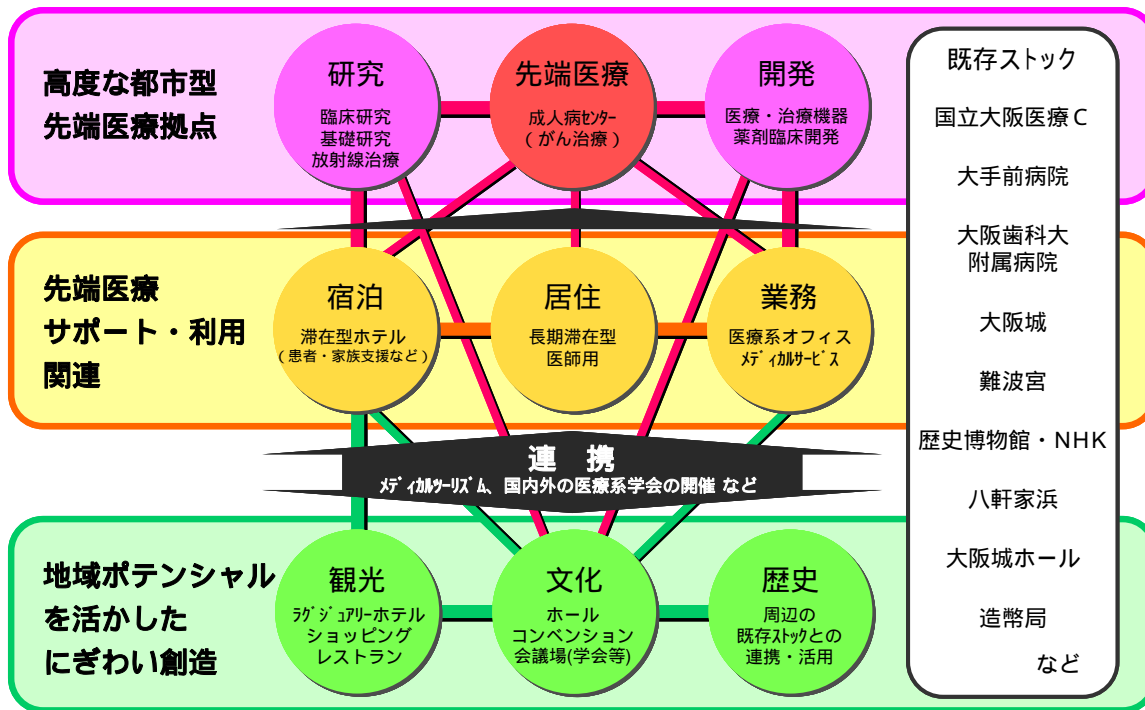 高度な都市型
先端医療拠点
研究
臨床研究
基礎研究
放射線治療
先端医療
成人病ｾﾝﾀｰ
（がん治療）
開発
医療・治療機器
薬剤臨床開発
先端医療
サポート・利用
関連
宿泊
滞在型ホテル
（患者・家族支援など）
居住
長期滞在型
医師用
業務
医療系オフィス
ﾒﾃﾞｨｶﾙｻｰﾋﾞｽ
連　携
ﾒﾃﾞｨｶﾙﾂｰﾘｽﾞﾑ、国内外の医療系学会の開催 など
地域ポテンシャル
を活かした
にぎわい創造
観光
ﾗｸﾞｼﾞｭｱﾘｰホテル
ショッピング
レストラン
文化
ホール
コンベンション
会議場(学会等)
歴史
周辺の
既存ｽﾄｯｸとの
連携・活用
既存ストック
国立大阪医療Ｃ
大手前病院
大阪歯科大
附属病院
大阪城
難波宮
歴史博物館・NHK
八軒家浜
大阪城ホール
造幣局
など